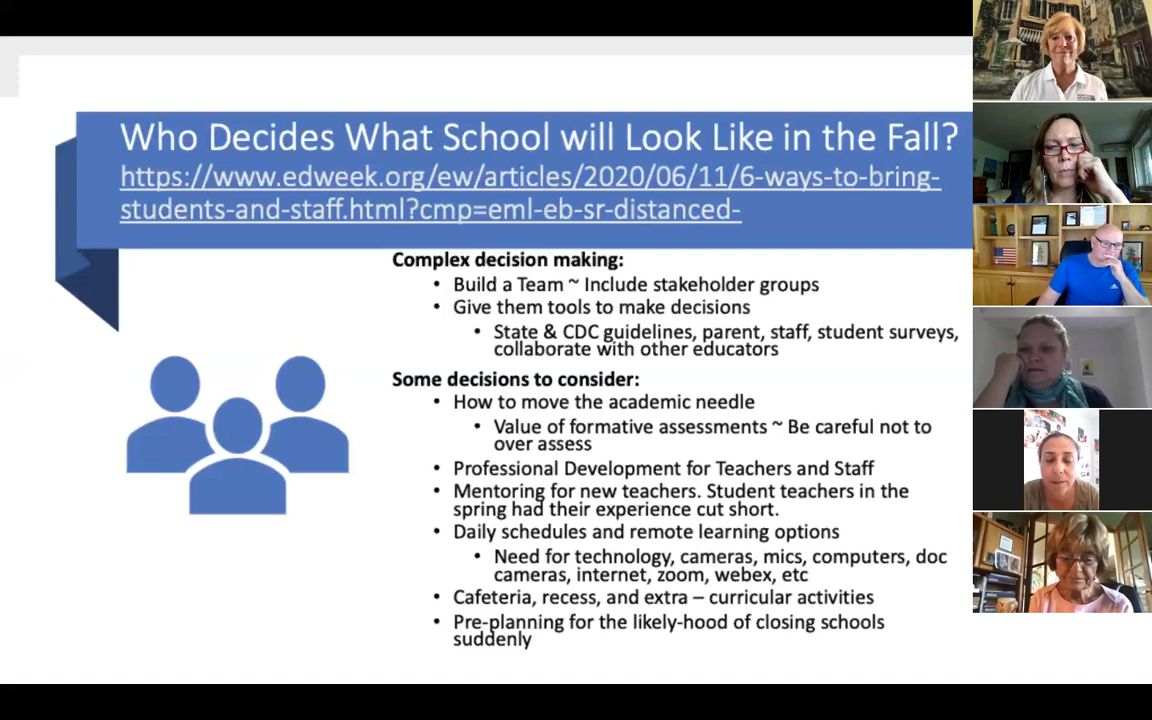 Who Decides What School will Look Like in the Fall?
https://www.edweek.org/ew/articles/2020/06/11/6-ways-to-bring-
students-and-staff.html?cmp=eml-eb-sr-distanced-
Complex decision making:
• Build a Team ~ Include stakeholder groups
• Give them tools to make decisions
• State & CDC guidelines, parent, staff, student surveys,
collaborate with other educators
Some decisions to consider:
• How to move the academic needle
• Value of formative assessments ~ Be careful not to
over assess
• Professional Development for Teachers and Staff
• Mentoring for new teachers. Student teachers in the
spring had their experience cut short.
• Daily schedules and remote learning options
• Need for technology, cameras, mics, computers, doc
cameras, internet, zoom, webex, etc
• Cafeteria, recess, and extra – curricular activities
• Pre-planning for the likely-hood of closing schools
suddenly